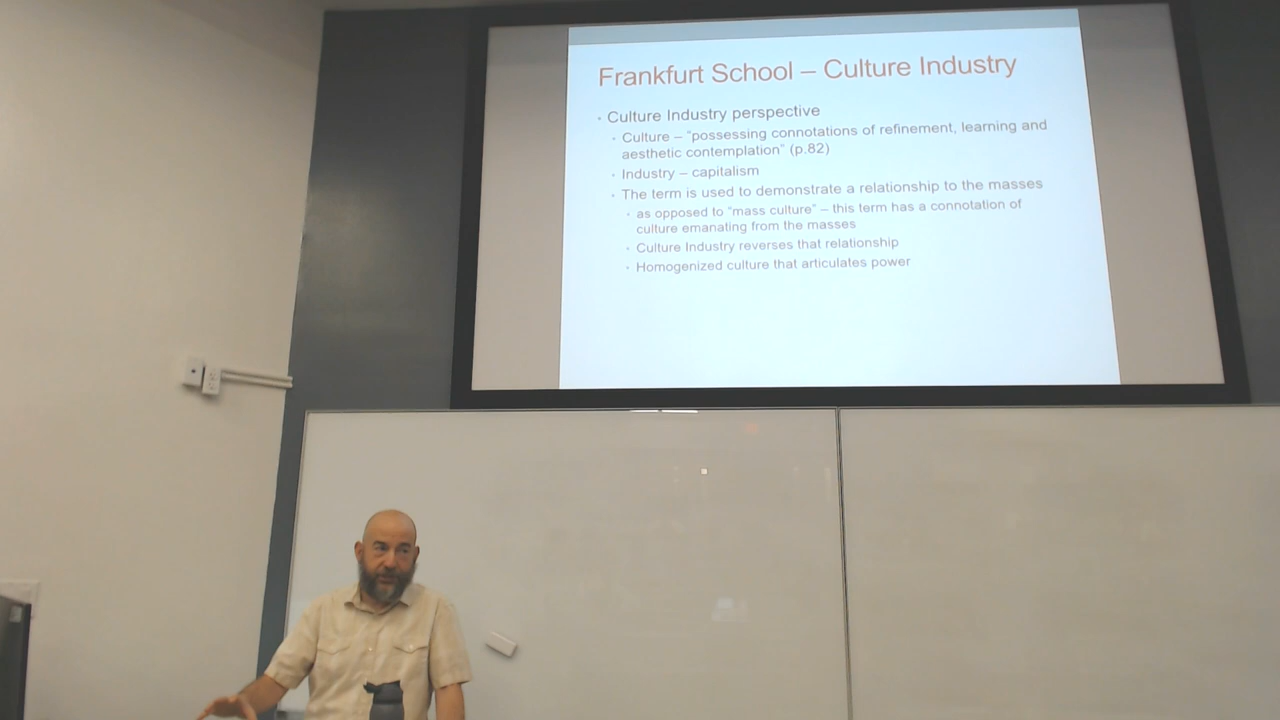 Frankfurt School – Culture Industry
• Culture Industry perspective
• Culture – “possessing connotations of refinement, learning and
aesthetic contemplation” (p.82)
• Industry – capitalism
• The term is used to demonstrate a relationship to the masses
• as opposed to “mass culture” – this term has a connotation of
culture emanating from the masses
• Culture Industry reverses that relationship
• Homogenized culture that articulates power